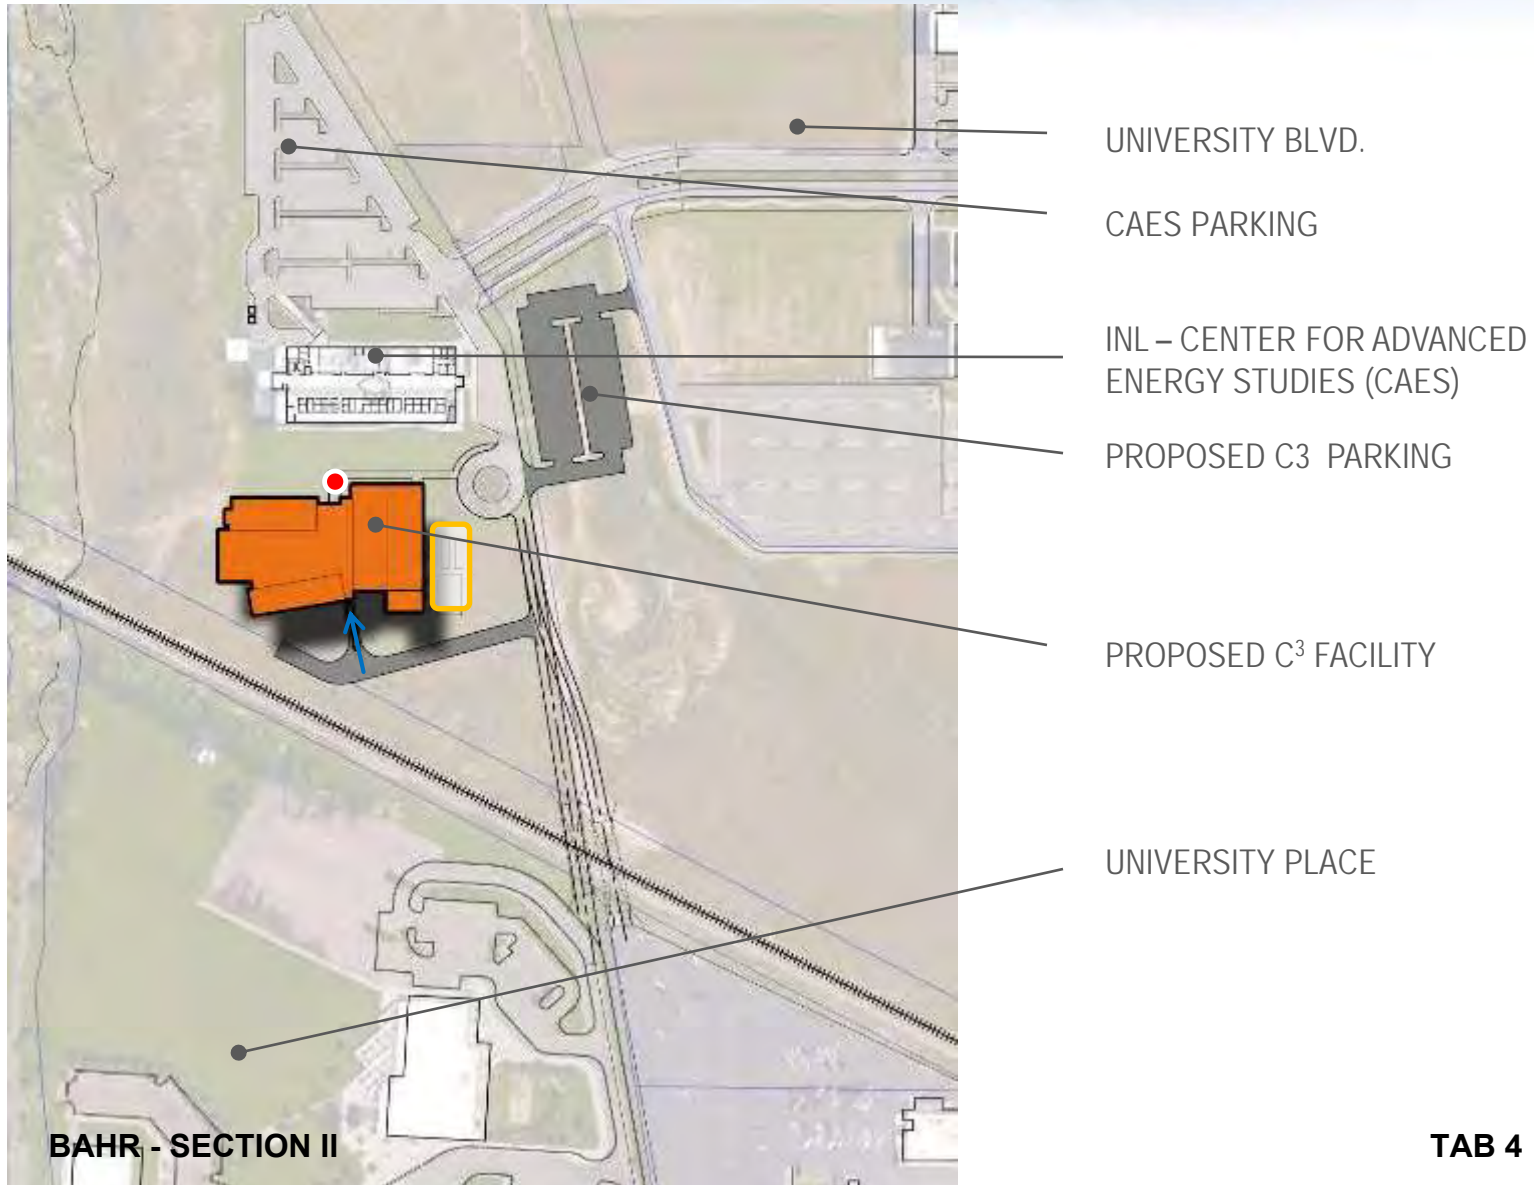 UNIVERSITY BLVD.
CAES PARKING
INL – CENTER FOR ADVANCED
ENERGY STUDIES (CAES)
PROPOSED C3 PARKING
PROPOSED C³ FACILITY
UNIVERSITY PLACE
BAHR - SECTION II
TAB 4